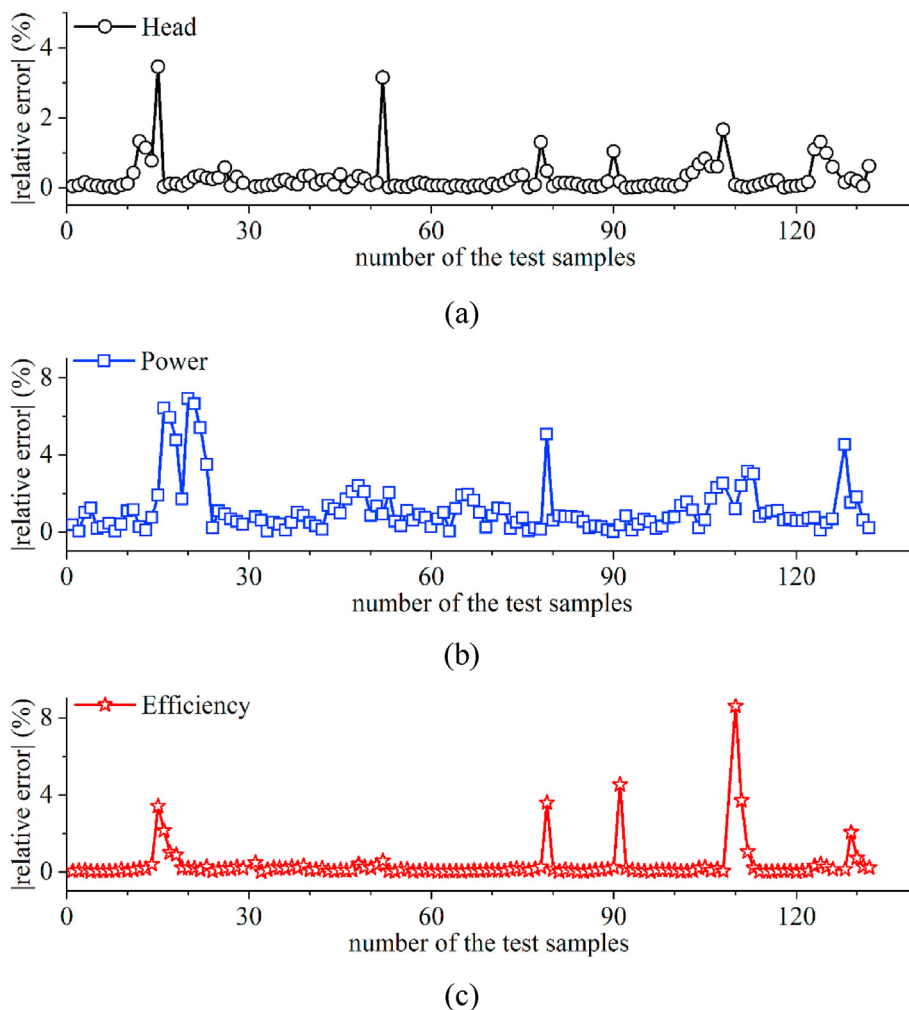 Head
|relative error| (%)
4
2
0
0 30 60 90 120
number of the test samples
(a)
Power
|relative error| (%)
8
4
0
0 30 60 90 120
number of the test samples
(b)
Efficiency
|relative error| (%)
8
4
0
0 30 60 90 120
number of the test samples
(c)